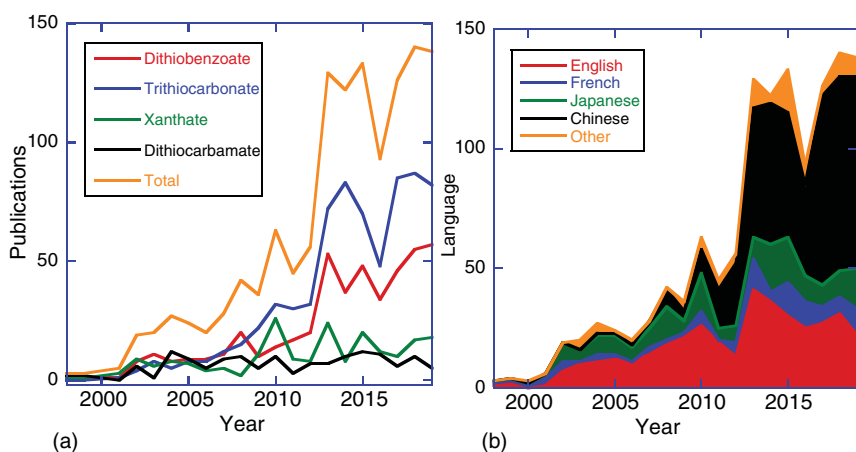 150
100
50
0
Publications
Dithiobenzoate
Trithiocarbonate
Xanthate
Dithiocarbamate
Total
2000
2005
2010
2015
Year
(a)
150
100
50
0
Language
English
French
Japanese
Chinese
Other
2000
2005
2010
2015
Year
(b)